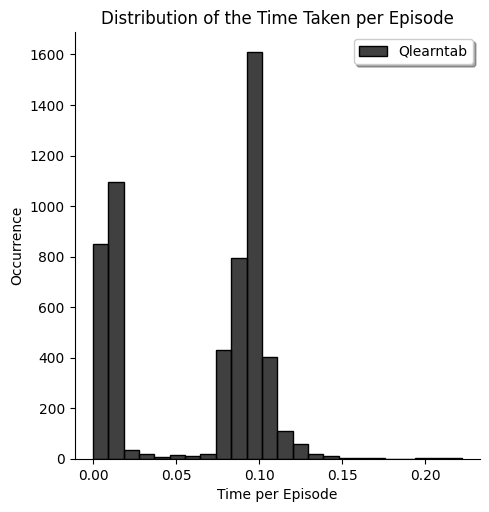 Distribution of the Time Taken per Episode
Qlearntab
Occurrence
1600
1400
1200
1000
800
600
400
200
0
0.00 0.05 0.10 0.15 0.20
Time per Episode